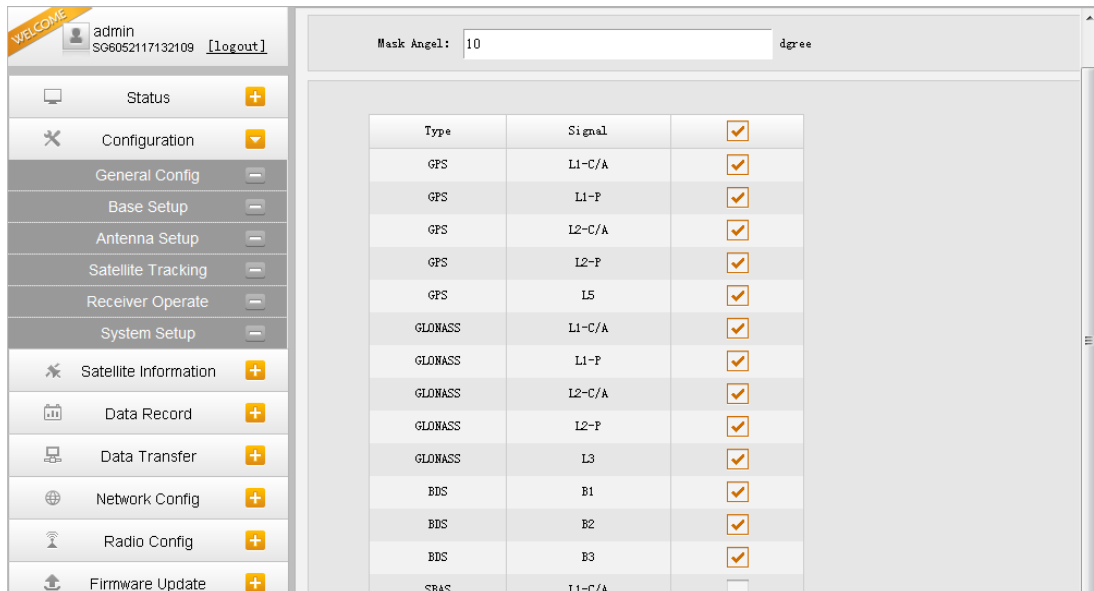 WELCOME
admin
SG6052117132109 [logout]
Status
Configuration
General Config
Base Setup
Antenna Setup
Satellite Tracking
Receiver Operate
System Setup
Satellite Information
Data Record
Data Transfer
Network Config
Radio Config
Firmware Update
Mask Angel: 10 dgree
Type Signal
GPS L1-C/A
GPS L1-P
GPS L2-C/A
GPS L2-P
GPS L5
GLONASS L1-C/A
GLONASS L1-P
GLONASS L2-C/A
GLONASS L2-P
GLONASS L3
BDS B1
BDS B2
BDS B3
SBAS L1-C/A